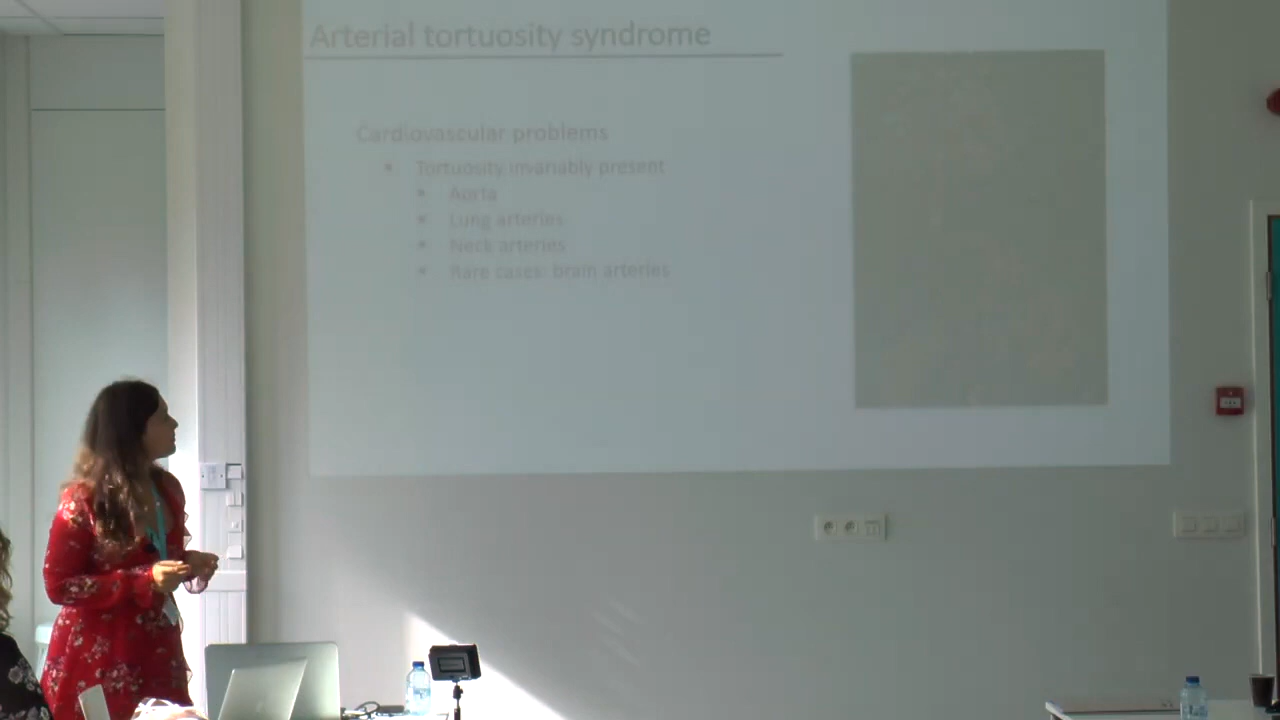 Arterial tortuosity syndrome
Cardiovascular problems
• Tortuosity invariably present
• Aorta
• Lung arteries
• Neck arteries
• Rare cases: brain arteries